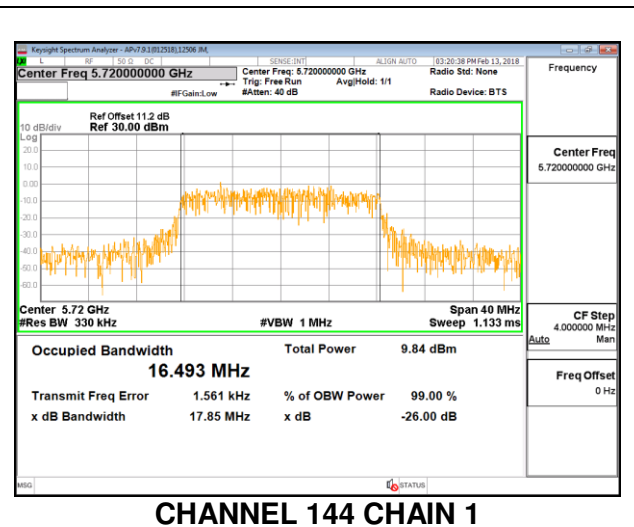 Keysight Spectrum Analyzer - APv7.9.1(012518),12506 JM,
L RF 50 Ω DC SENSE:INT ALIGN AUTO 03:20:38 PM Feb 13, 2018
Center Freq 5.720000000 GHz
Center Freq: 5.720000000 GHz Radio Std: None
Trig: Free Run Avg|Hold: 1/1
#IFGain:Low #Atten: 40 dB Radio Device: BTS
Frequency
Ref Offset 11.2 dB
10 dB/div Ref 30.00 dBm
Log
20.0
10.0
0.00
-10.0
-20.0
-30.0
-40.0
-50.0
-60.0
Center 5.72 GHz Span 40 MHz
#Res BW 330 kHz #VBW 1 MHz Sweep 1.133 ms
Center Freq
5.720000000 GHz
CF Step
4.000000 MHz
Auto Man
Freq Offset
0 Hz
Occupied Bandwidth Total Power 9.84 dBm
16.493 MHz
Transmit Freq Error 1.561 kHz % of OBW Power 99.00 %
x dB Bandwidth 17.85 MHz x dB -26.00 dB
MSG STATUS
CHANNEL 144 CHAIN 1